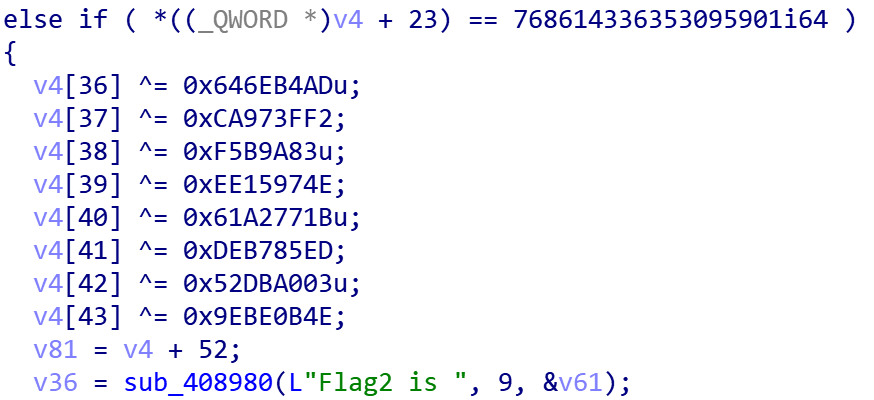 else if ( *((_QWORD *)v4 + 23) == 768614336353095901i64 )
{
v4[36] ^= 0x646EB4ADu;
v4[37] ^= 0xCA973FF2;
v4[38] ^= 0xF5B9A83u;
v4[39] ^= 0xEE15974E;
v4[40] ^= 0x61A2771Bu;
v4[41] ^= 0xDEB785ED;
v4[42] ^= 0x52DBA003u;
v4[43] ^= 0x9EBE0B4E;
v81 = v4 + 52;
v36 = sub_408980(L"Flag2 is ", 9, &v61);